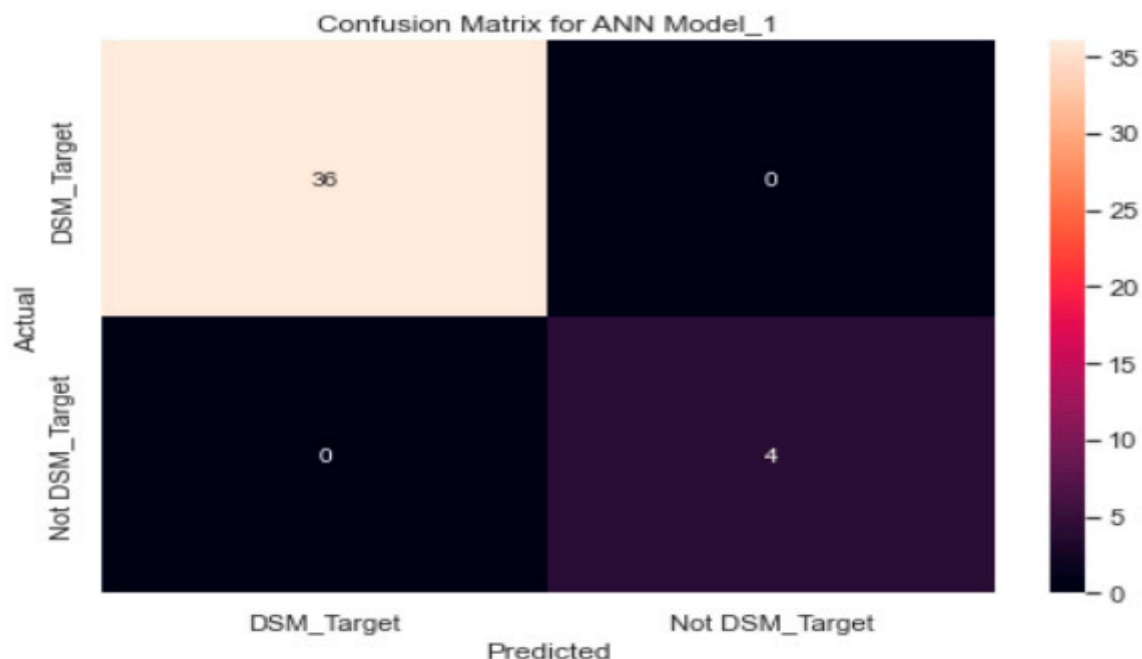 Confusion Matrix for ANN Model_1
DSM_Target
Not DSM_Target
Actual
36
0
0
4
DSM_Target
Not DSM_Target
Predicted
35
30
25
20
15
10
5
0